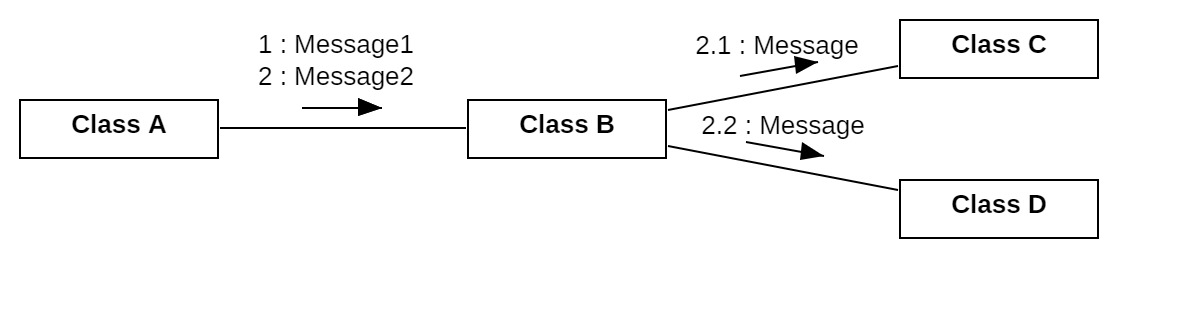 1 : Message1
2 : Message2
Class A
Class B
2.1 : Message
Class C
2.2 : Message
Class D